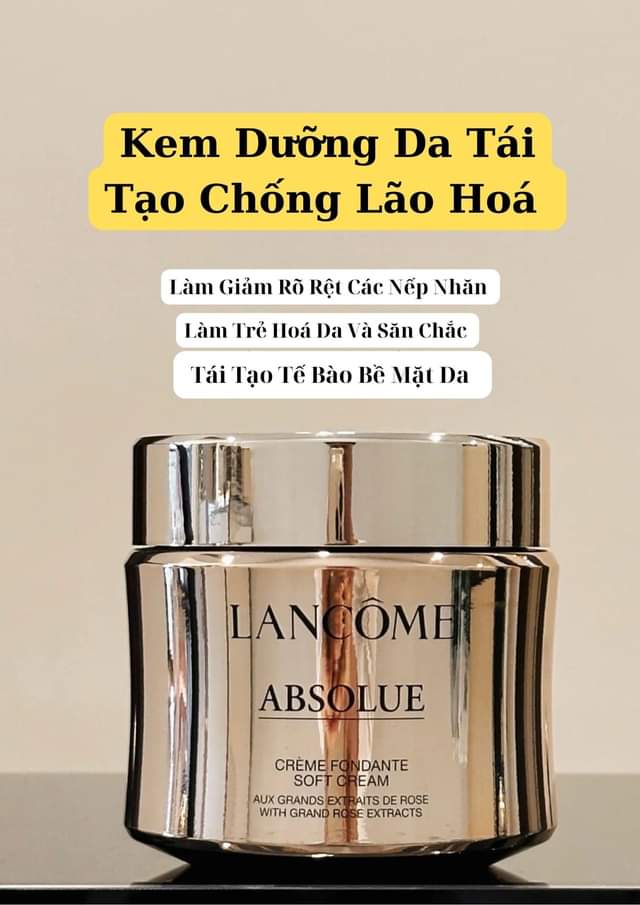 Kem Dưỡng Da Tái
Tạo Chống Lão Hoá
Làm Giảm Rõ Rệt Các Nếp Nhăn
Làm Trẻ Hoá Da Và Săn Chắc
Tái Tạo Tế Bào Bề Mặt Da
LANCÔME
ABSOLUE
CRÈME FONDANTE
SOFT CREAM
AUX GRANDS EXTRAITS DE ROSE
WITH GRAND ROSE EXTRACTS